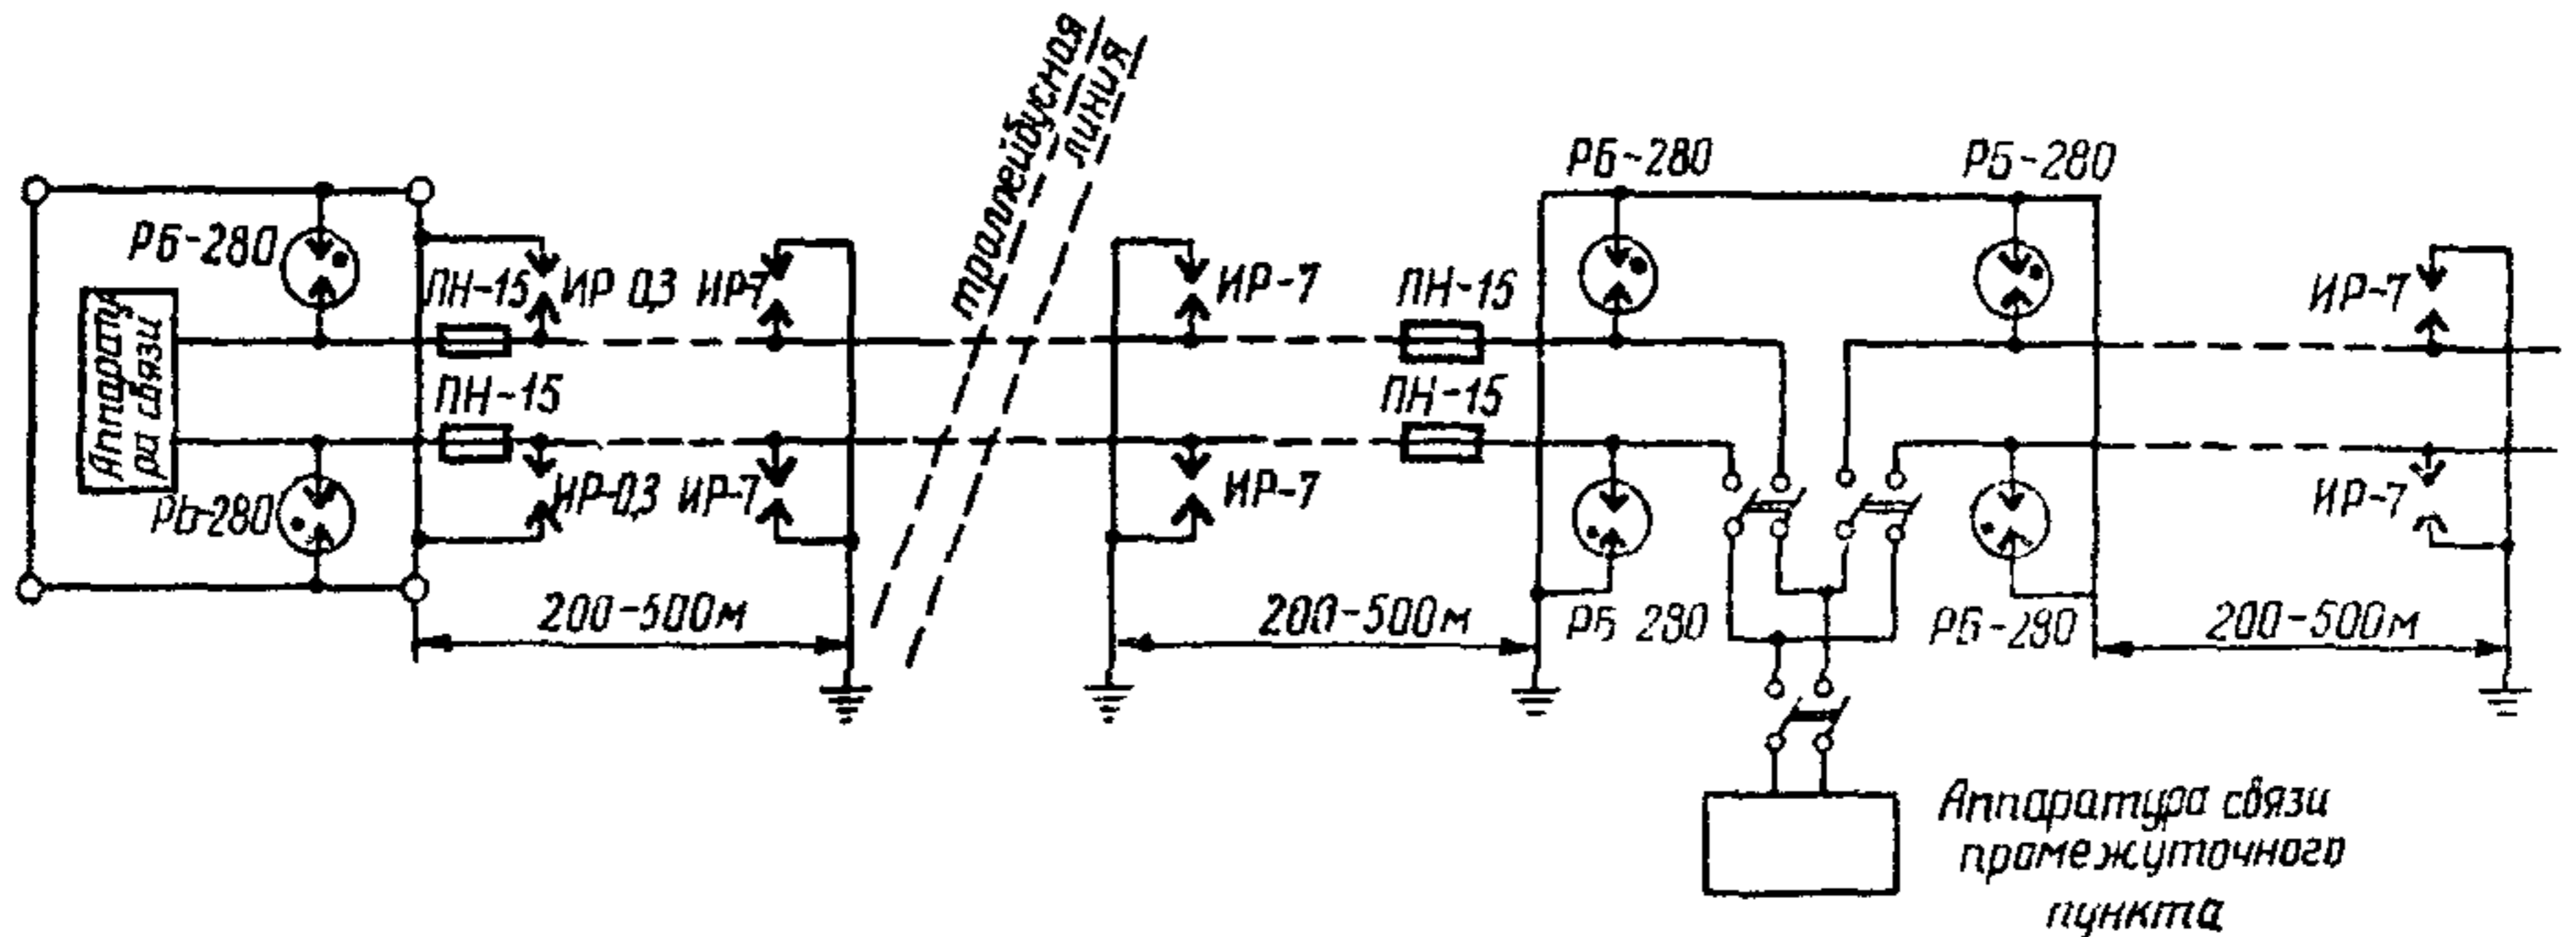 троллейбусная
линия
РБ-280
РБ-280
РБ-280
ПН-15
ИР 0,3
ИР-7
ИР-7
ПН-15
ИР-7
Аппарату
ра связи
ПН-15
ПН-15
РБ-280
ИР-0,3
ИР-7
ИР-7
ИР-7
200-500м
200-500м
РБ 280
РБ-280
200-500м
Аппаратура связи
промежуточного
пункта